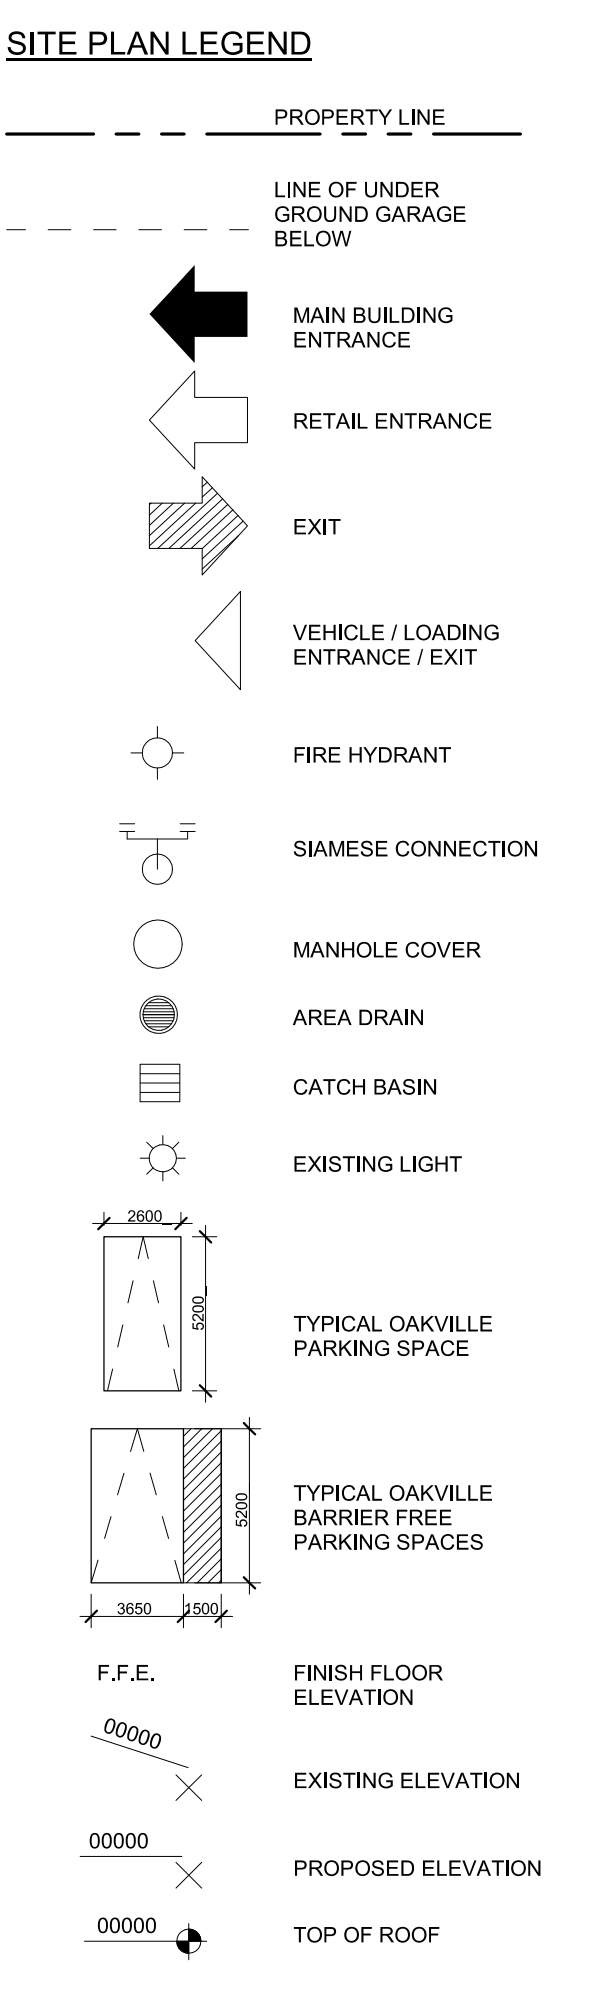 SITE PLAN LEGEND
PROPERTY LINE
LINE OF UNDER
GROUND GARAGE
BELOW
MAIN BUILDING
ENTRANCE
RETAIL ENTRANCE
EXIT
VEHICLE / LOADING
ENTRANCE / EXIT
FIRE HYDRANT
SIAMESE CONNECTION
MANHOLE COVER
AREA DRAIN
CATCH BASIN
EXISTING LIGHT
2600
5200
TYPICAL OAKVILLE
PARKING SPACE
5200
TYPICAL OAKVILLE
BARRIER FREE
PARKING SPACES
3650 1500
F.F.E. FINISH FLOOR
ELEVATION
00000
EXISTING ELEVATION
00000
PROPOSED ELEVATION
00000 TOP OF ROOF